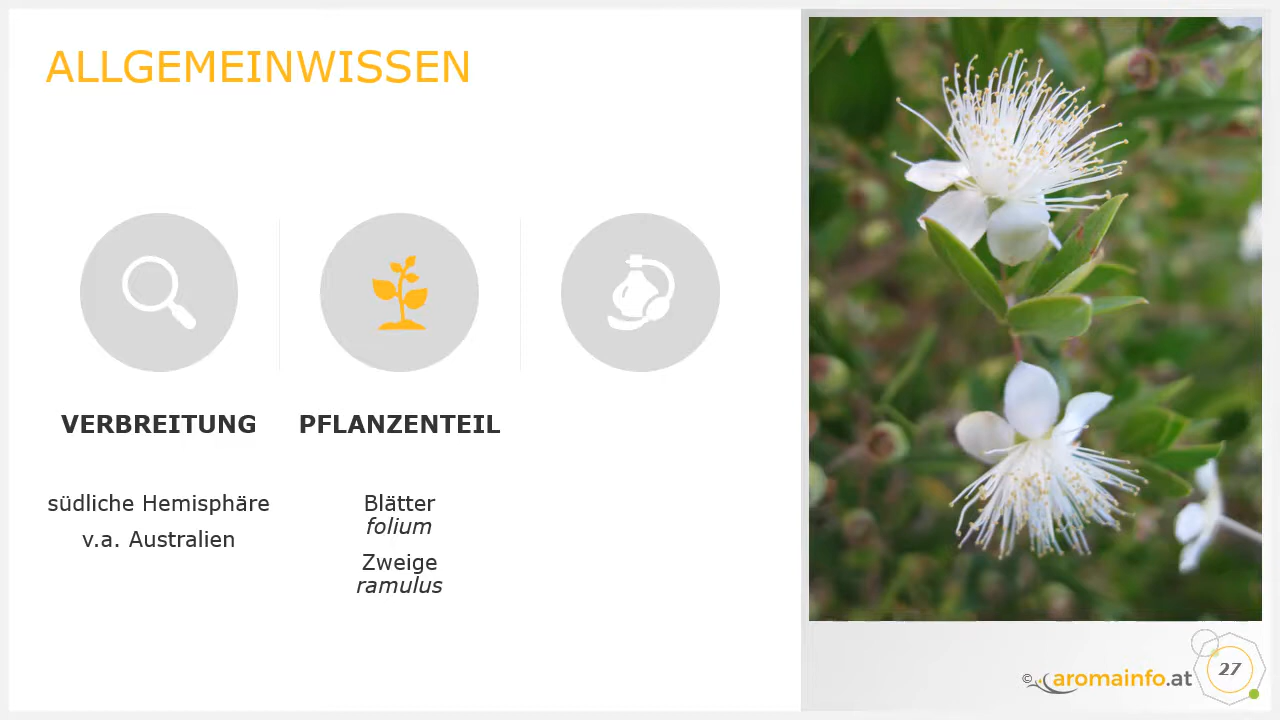 ALLGEMEINWISSEN
VERBREITUNG
südliche Hemisphäre
v.a. Australien
PFLANZENTEIL
Blätter
folium
Zweige
ramulus
© aromainfo.at
27